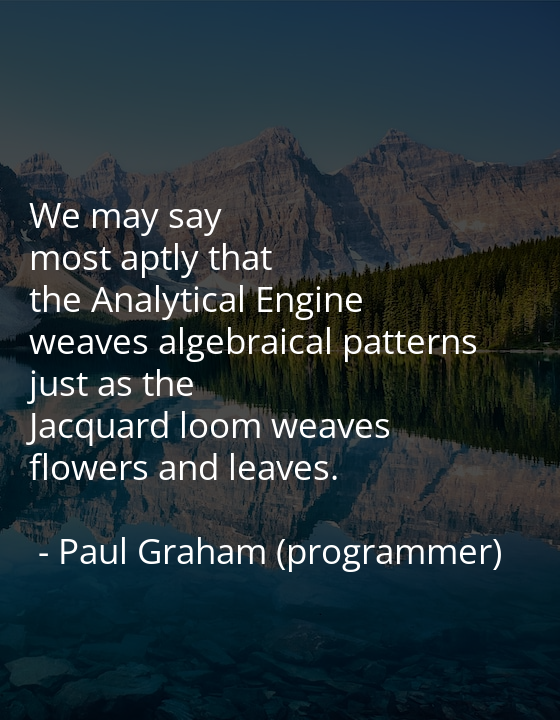 We may say
most aptly that
the Analytical Engine
weaves algebraical patterns
just as the
Jacquard loom weaves
flowers and leaves.
- Paul Graham (programmer)